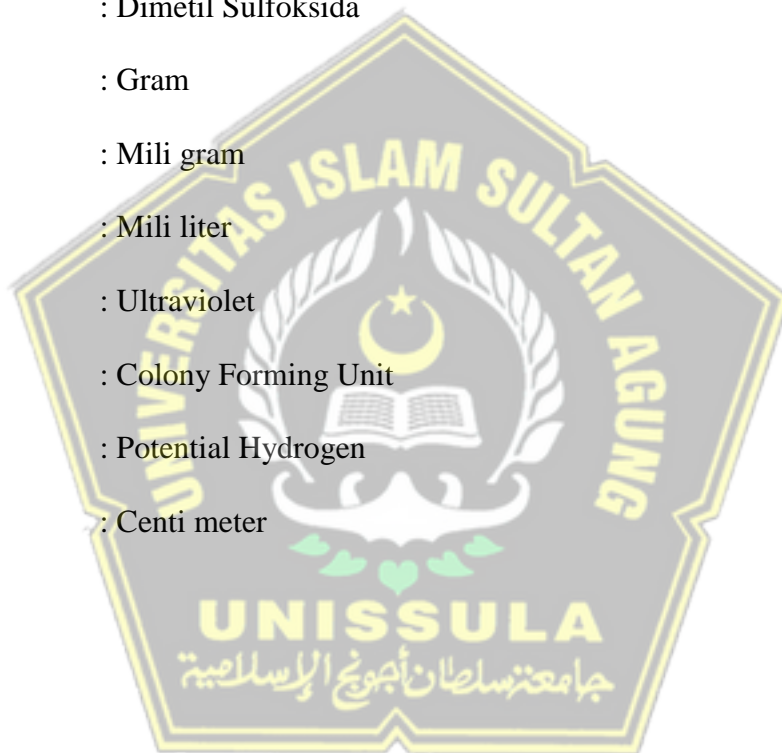 : Dimetil Sulfoksida
: Gram
: Mili gram
: Mili liter
: Ultraviolet
: Colony Forming Unit
: Potential Hydrogen
: Centi meter
UNIVERSITAS ISLAM SULTAN AGUNG
UNISSULA
جامعة سلطان أجونج الإسلامية